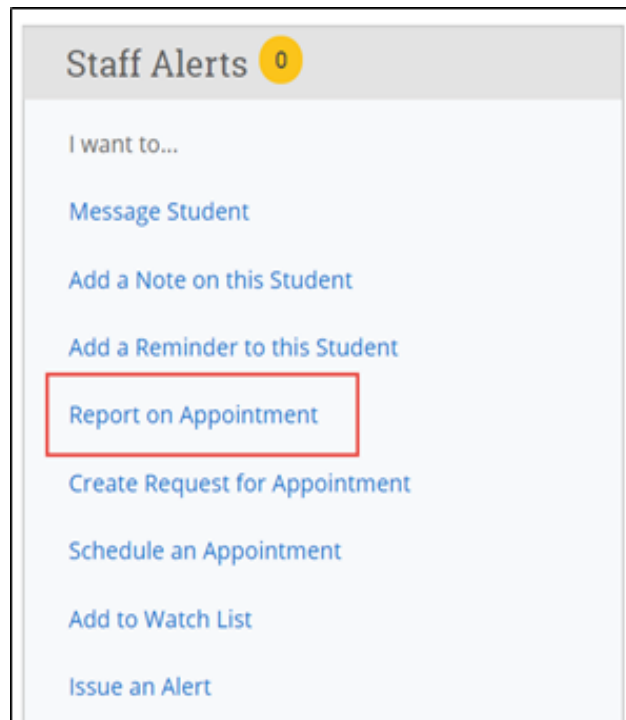 Staff Alerts 0
I want to...
Message Student
Add a Note on this Student
Add a Reminder to this Student
Report on Appointment
Create Request for Appointment
Schedule an Appointment
Add to Watch List
Issue an Alert